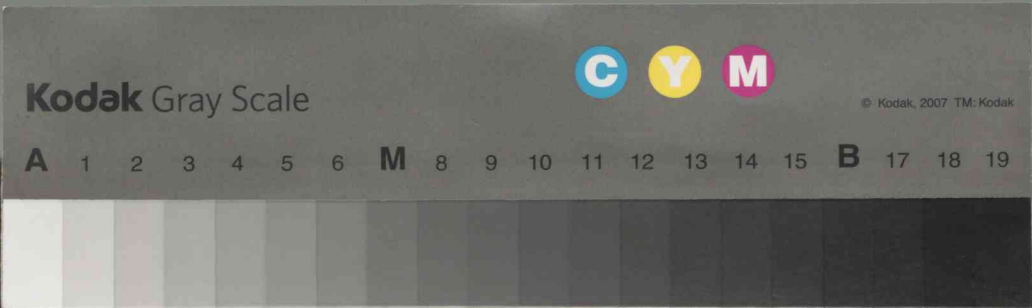 C Y M
Kodak Gray Scale
© Kodak, 2007 TM: Kodak
A 1 2 3 4 5 6 M 8 9 10 11 12 13 14 15 B 17 18 19